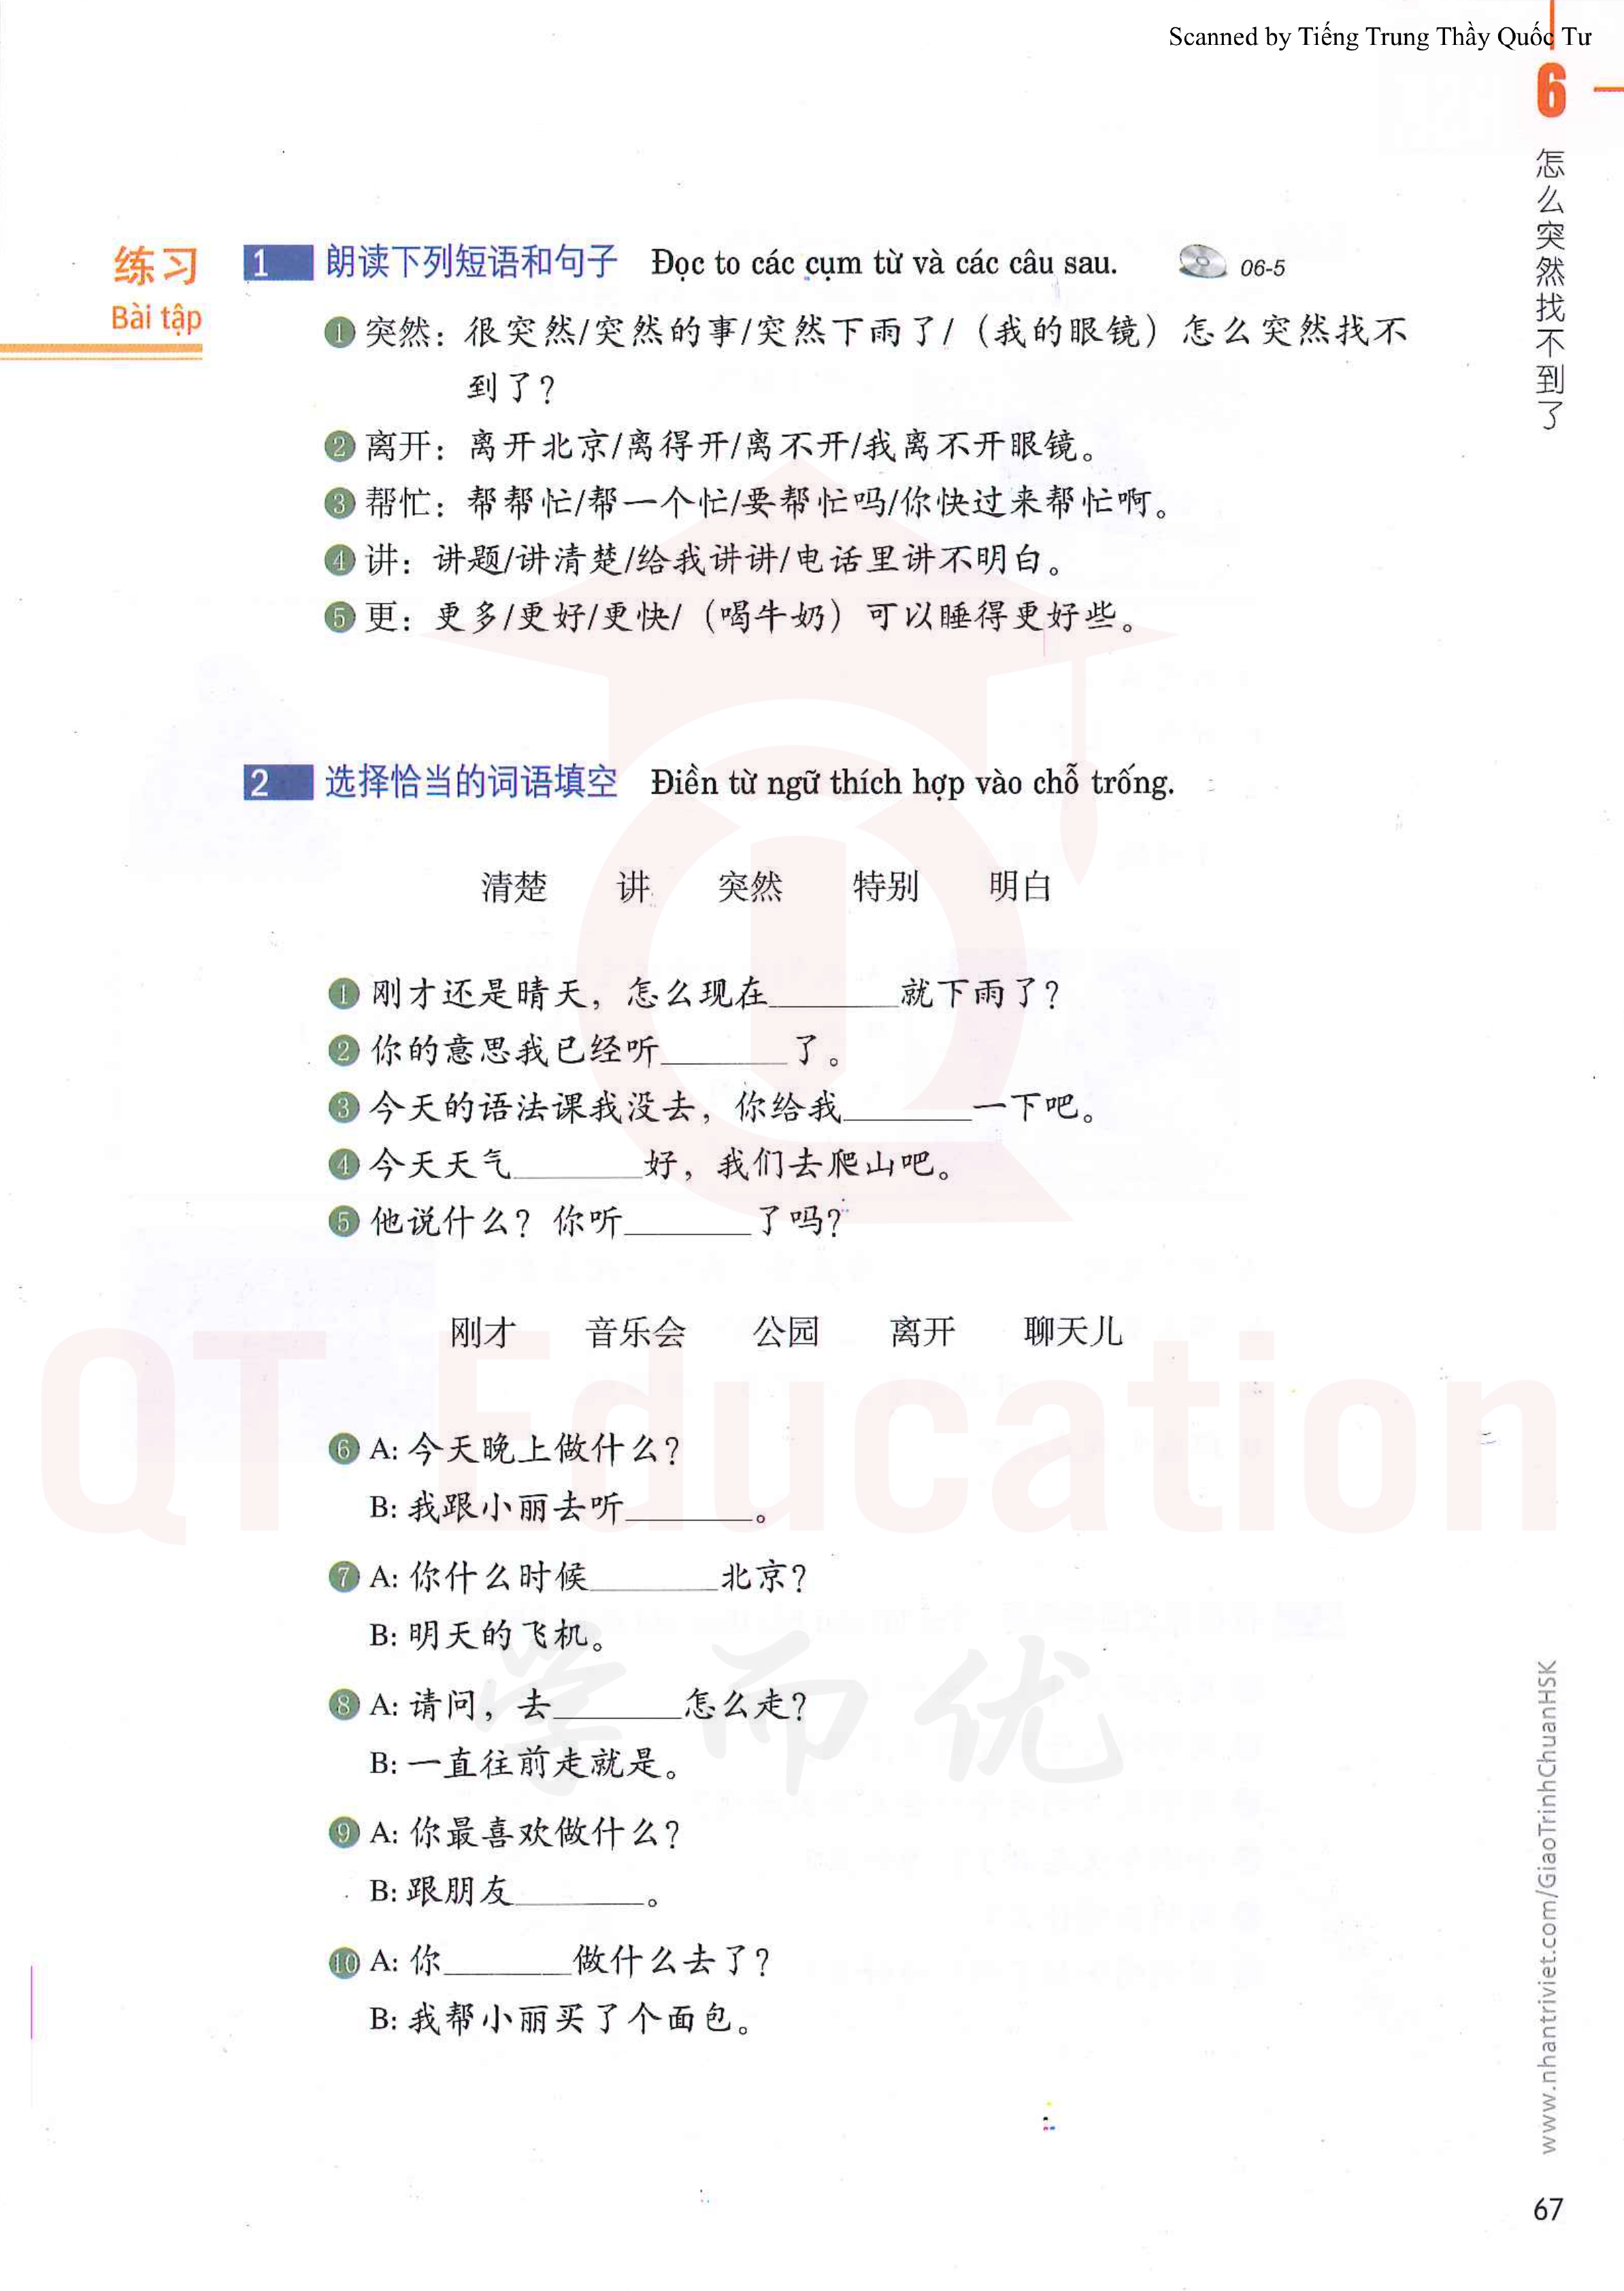 Scanned by Tiếng Trung Thầy Quốc Tư
6
怎么突然找不到了
练习
Bài tập
1 朗读下列短语和句子 Đọc to các cụm từ và các câu sau. 06-5
1 突然：很突然/突然的事/突然下雨了/（我的眼镜）怎么突然找不
到了？
2 离开：离开北京/离得开/离不开/我离不开眼镜。
3 帮忙：帮帮忙/帮一个忙/要帮忙吗/你快过来帮忙啊。
4 讲：讲题/讲清楚/给我讲讲/电话里讲不明白。
5 更：更多/更好/更快/（喝牛奶）可以睡得更好些。
2 选择恰当的词语填空 Điền từ ngữ thích hợp vào chỗ trống.
清楚 讲 突然 特别 明白
1 刚才还是晴天，怎么现在______就下雨了？
2 你的意思我已经听______了。
3 今天的语法课我没去，你给我______一下吧。
4 今天天气______好，我们去爬山吧。
5 他说什么？你听______了吗？
刚才 音乐会 公园 离开 聊天儿
QT Education
6 A: 今天晚上做什么？
B: 我跟小丽去听______。
7 A: 你什么时候______北京？
B: 明天的飞机。
学而优
8 A: 请问，去______怎么走？
B: 一直往前走就是。
9 A: 你最喜欢做什么？
B: 跟朋友______。
10 A: 你______做什么去了？
B: 我帮小丽买了个面包。
www.nhantriviet.com/GiaoTrinhChuanHSK
67